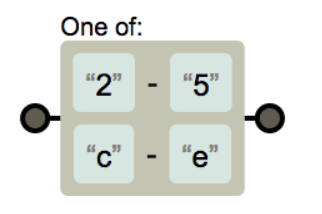 One of:
“2” - “5”
“c” - “e”